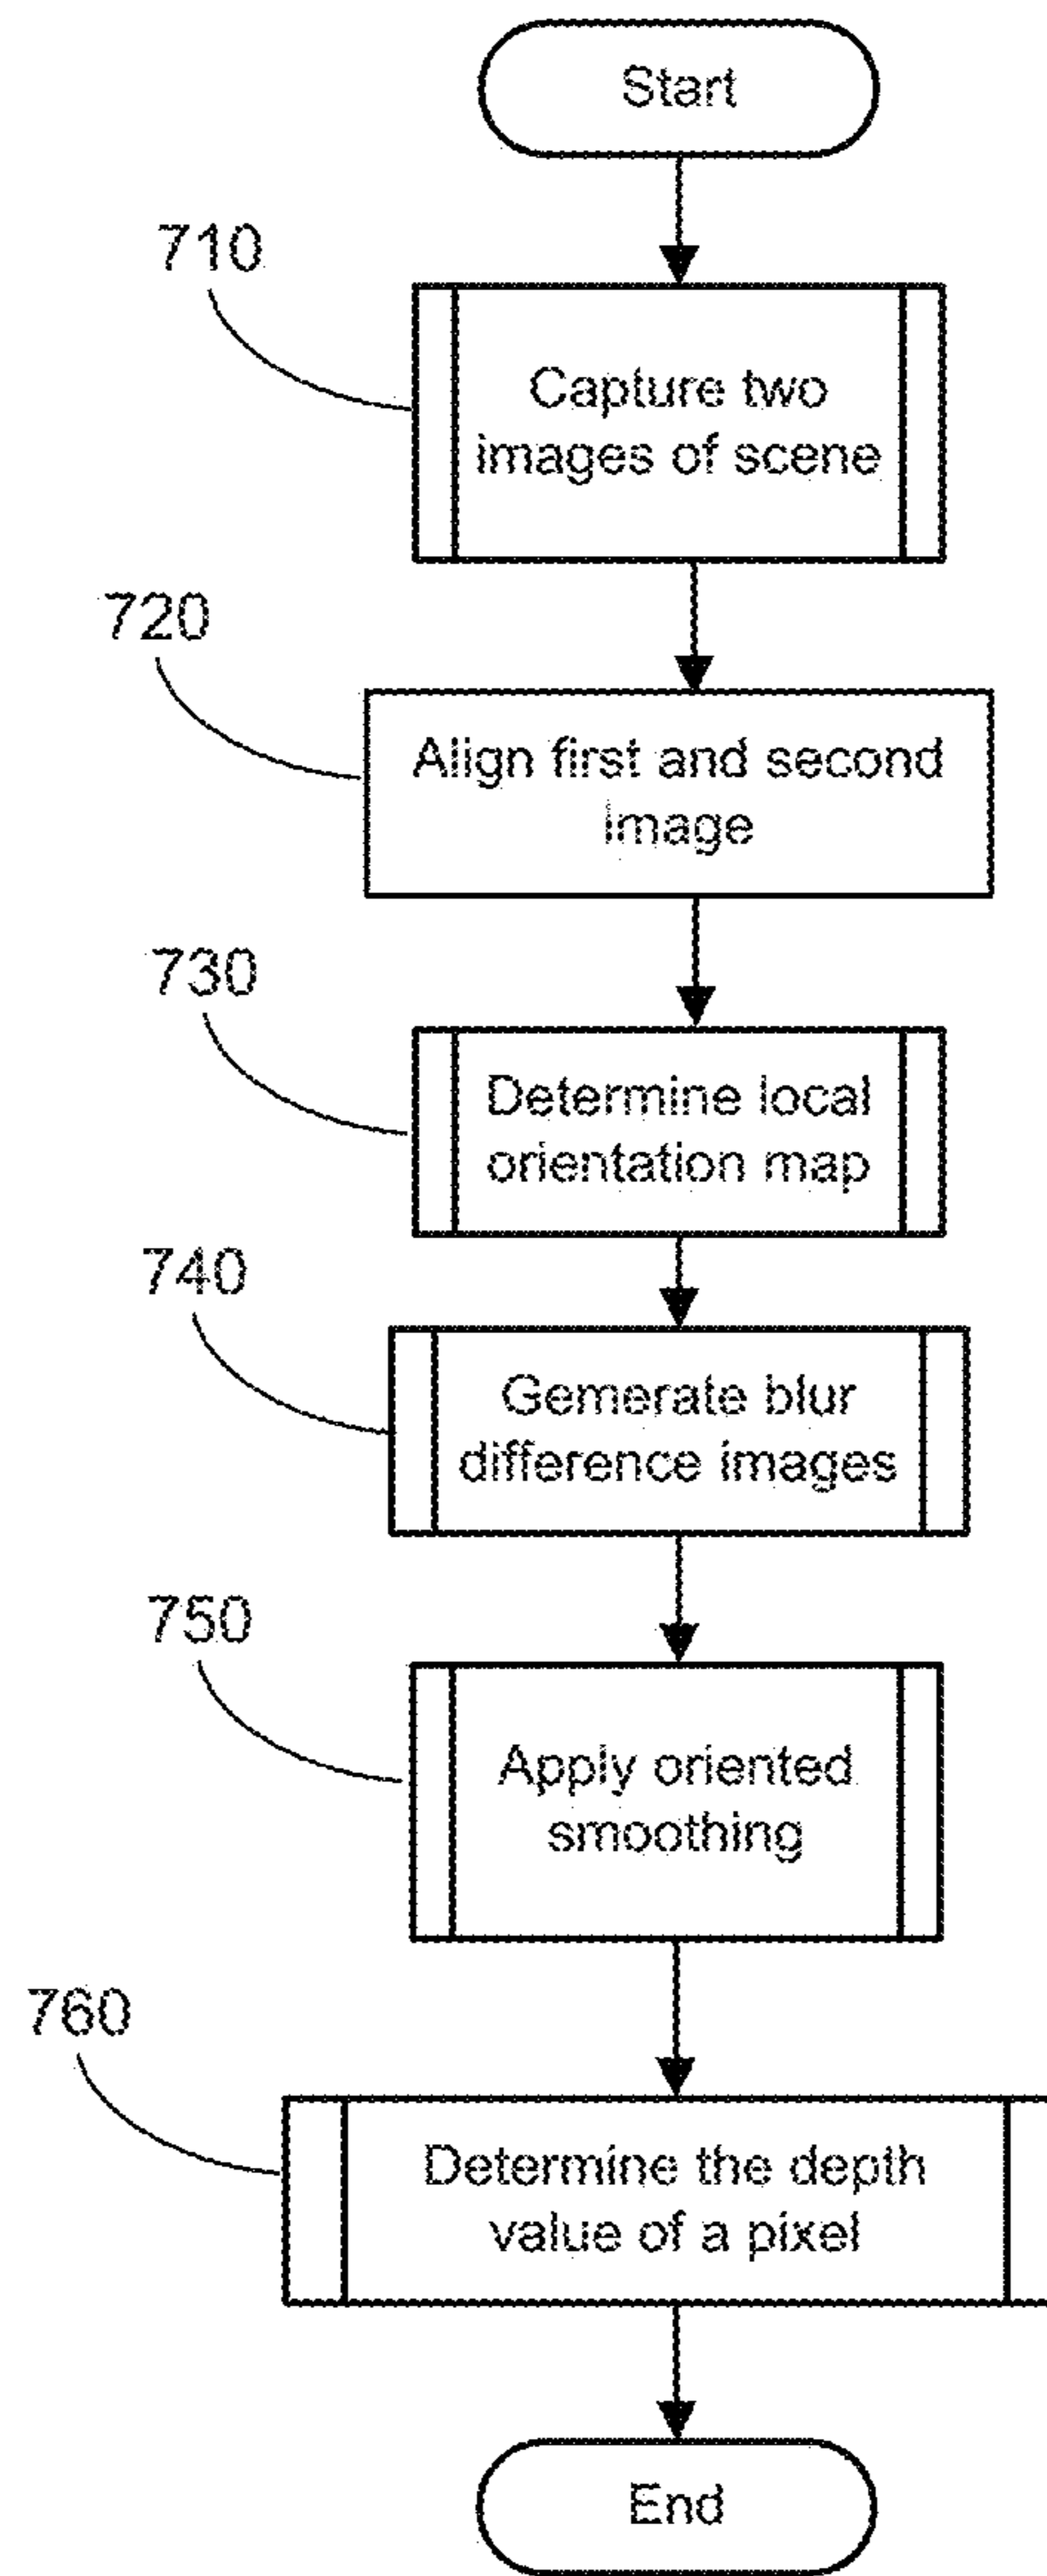 Start
710
Capture two
images of scene
720
Align first and second
image
730
Determine local
orientation map
740
Gemerate blur
difference images
750
Apply oriented
smoothing
760
Determine the depth
value of a pixel
End